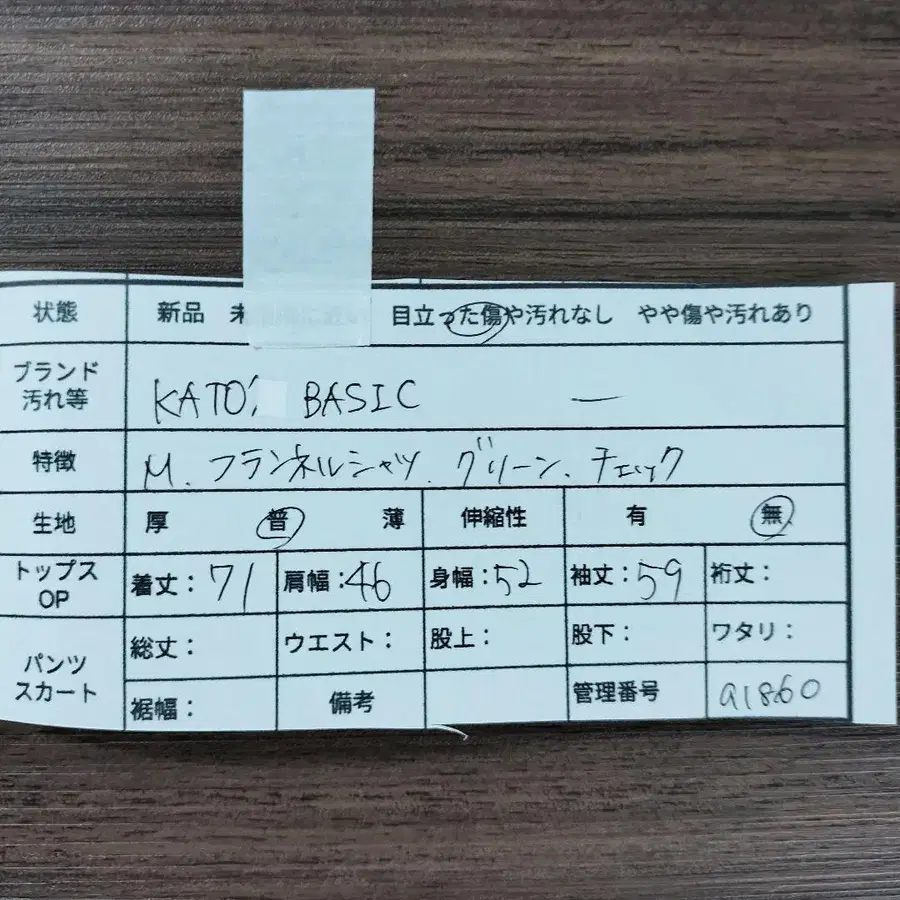 状態 新品 未 目立った傷や汚れなし やや傷や汚れあり
ブランド
汚れ等 KATO' BASIC ー
特徴 M. フランネルシャツ. グリーン. チェック
生地 厚 普 薄 伸縮性 有 無
トップス
OP 着丈:71 肩幅:46 身幅:52 袖丈:59 裄丈:
パンツ
スカート 総丈: ウエスト: 股上: 股下: ワタリ:
裾幅: 備考 管理番号 a1860